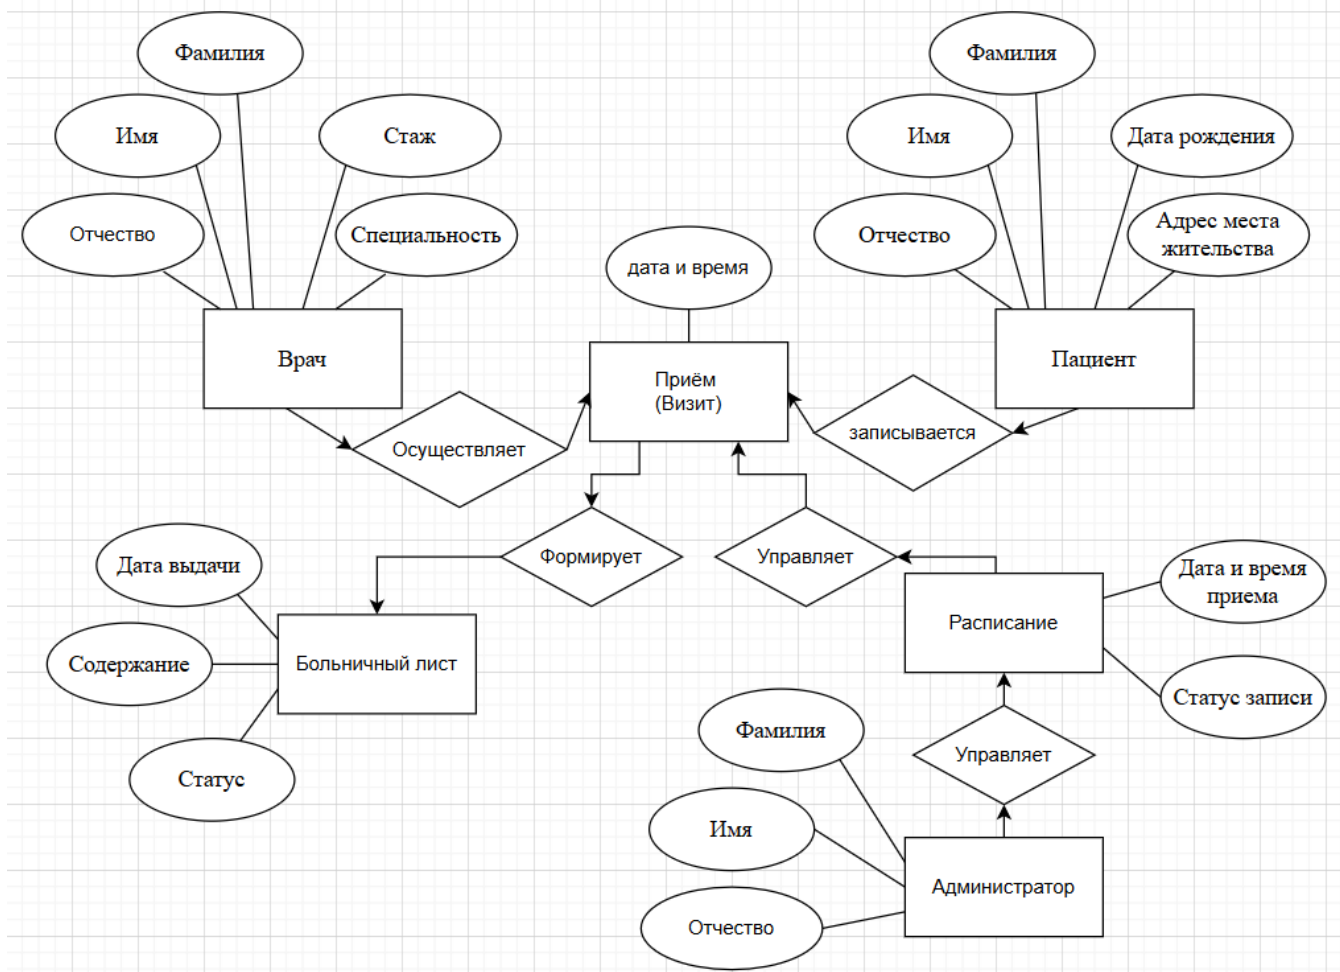 Фамилия
Фамилия
Имя
Стаж
Имя
Дата рождения
Отчество
Специальность
Отчество
Адрес места
жительства
дата и время
Врач
Приём
(Визит)
Пациент
Осуществляет
записывается
Формирует
Управляет
Дата выдачи
Дата и время
приема
Расписание
Содержание
Больничный лист
Статус записи
Фамилия
Управляет
Статус
Имя
Администратор
Отчество